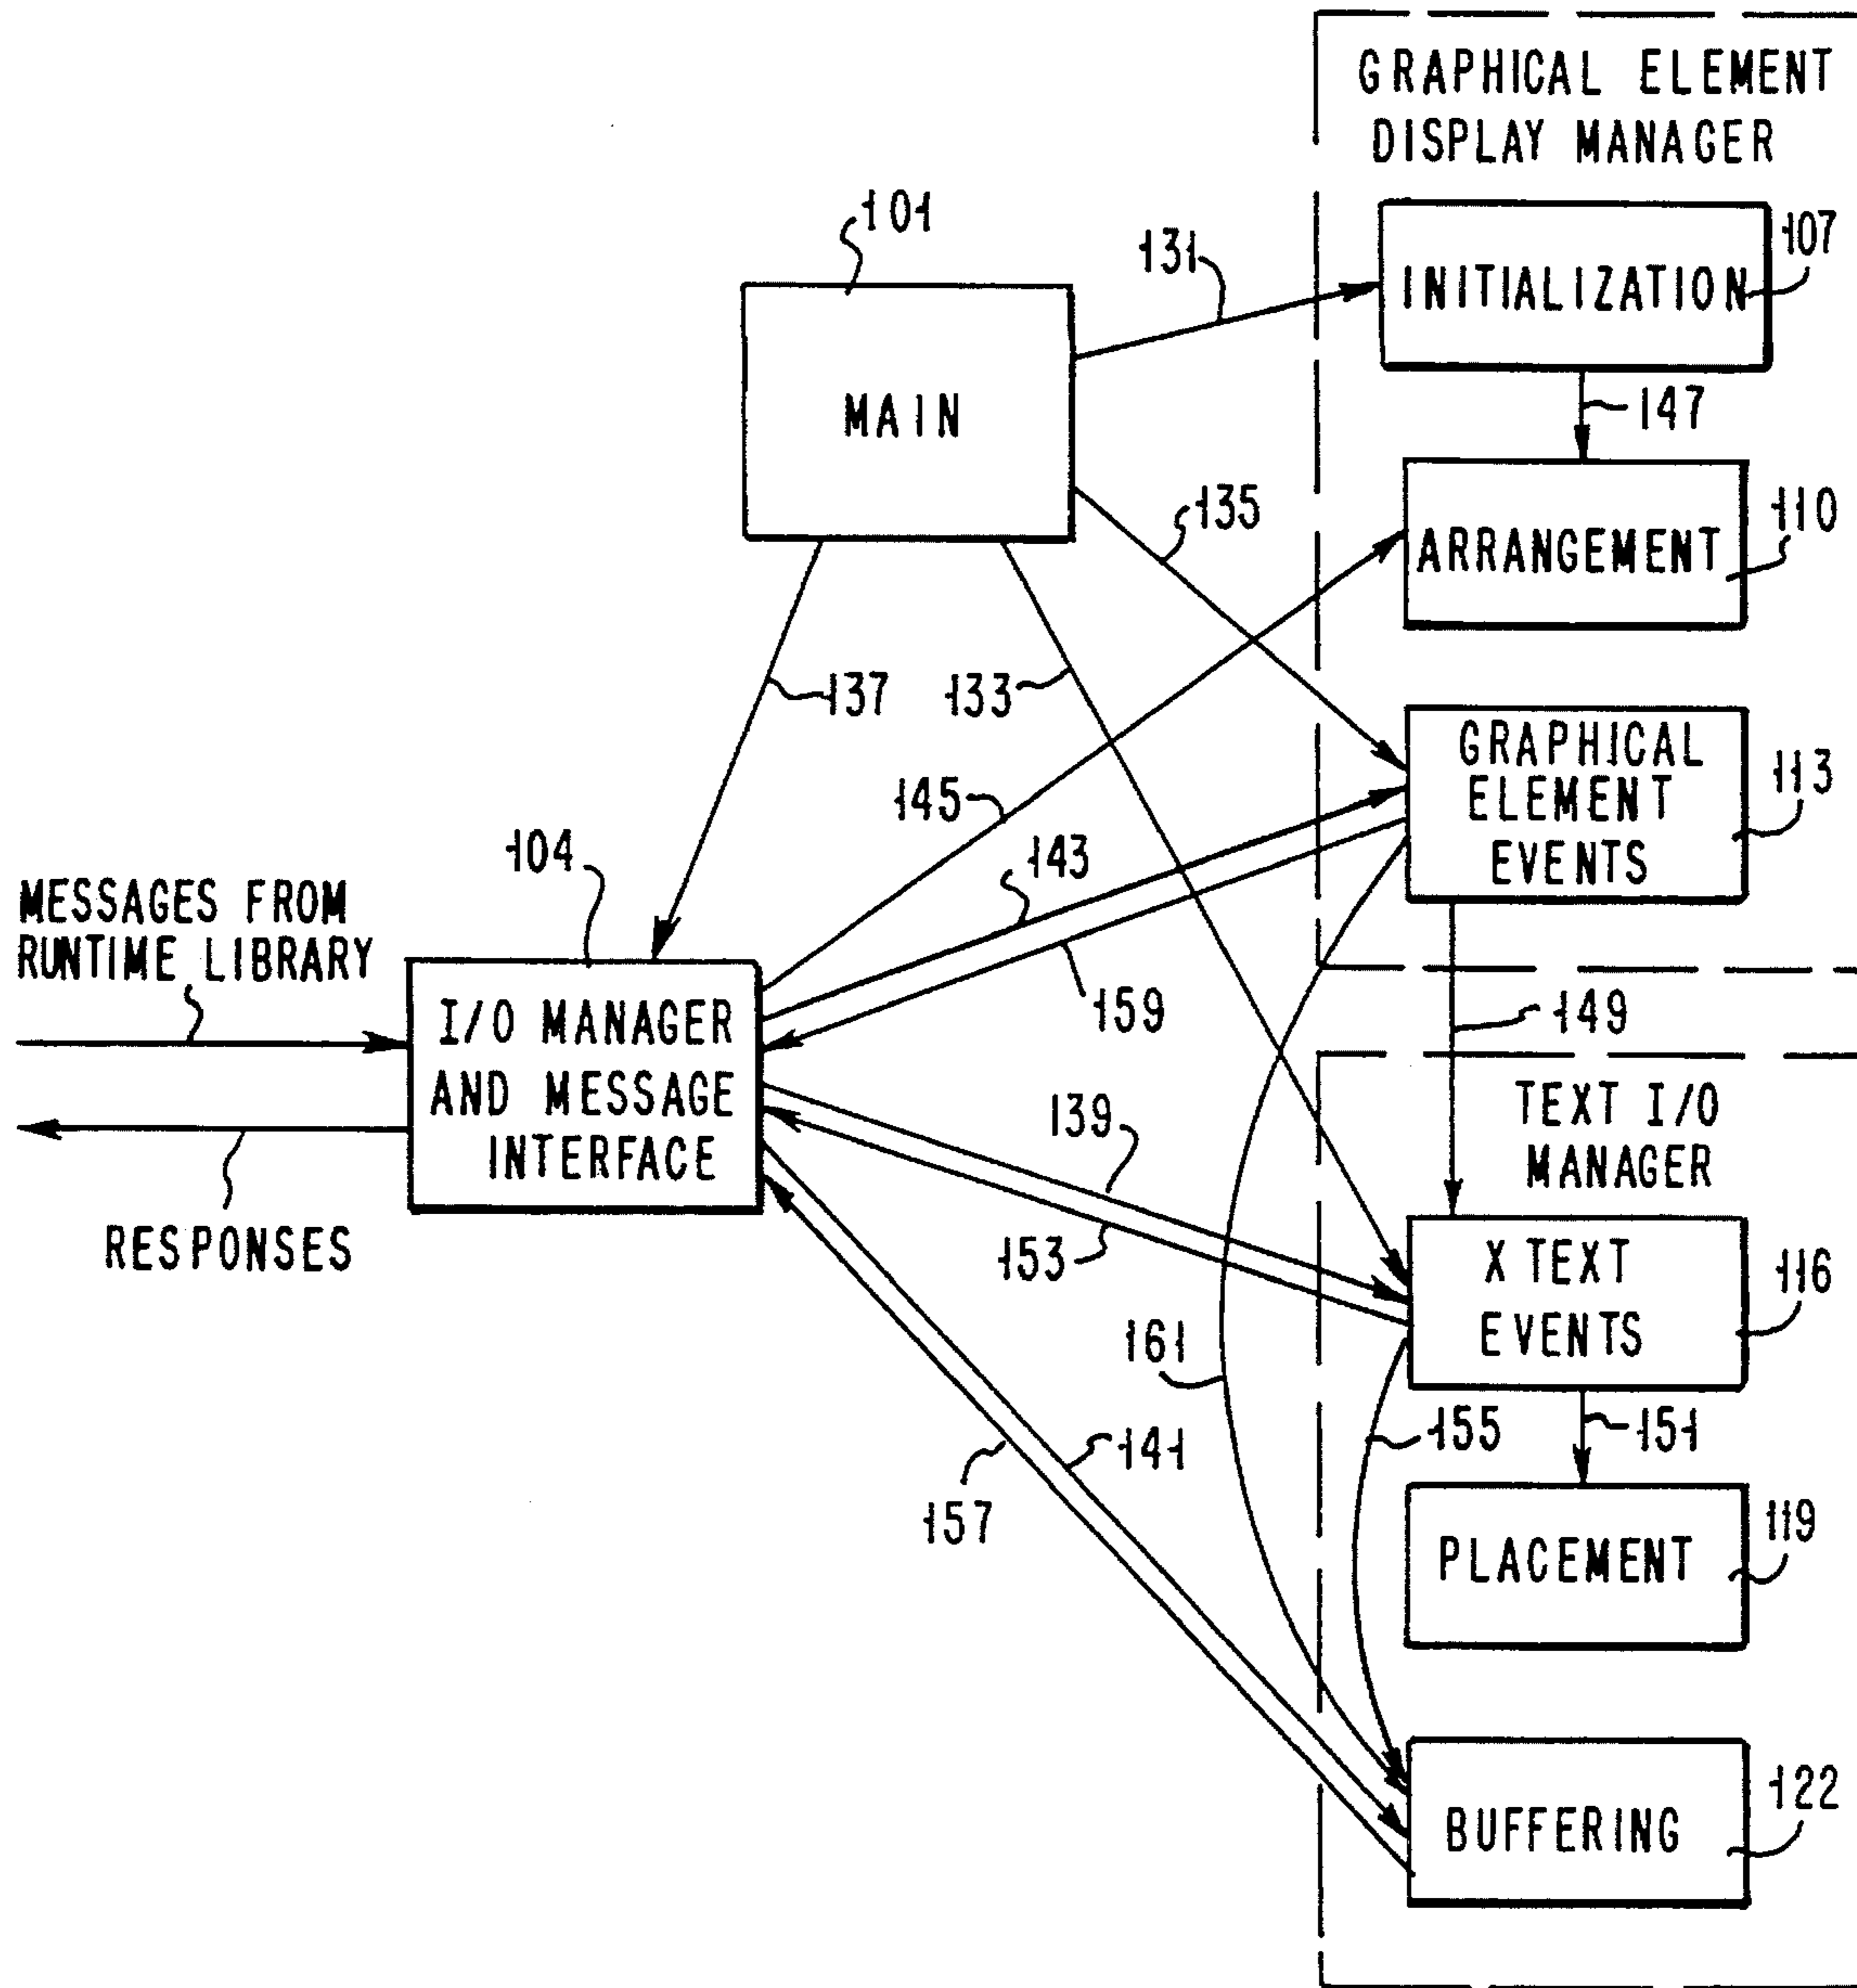 GRAPHICAL ELEMENT
DISPLAY MANAGER
101
131
INITIALIZATION
107
MAIN
147
135
ARRANGEMENT
110
137
133
GRAPHICAL
ELEMENT
EVENTS
113
145
104
143
MESSAGES FROM
RUNTIME LIBRARY
159
149
I/O MANAGER
AND MESSAGE
INTERFACE
TEXT I/O
MANAGER
139
RESPONSES
153
X TEXT
EVENTS
116
161
155
151
141
157
PLACEMENT
119
BUFFERING
122